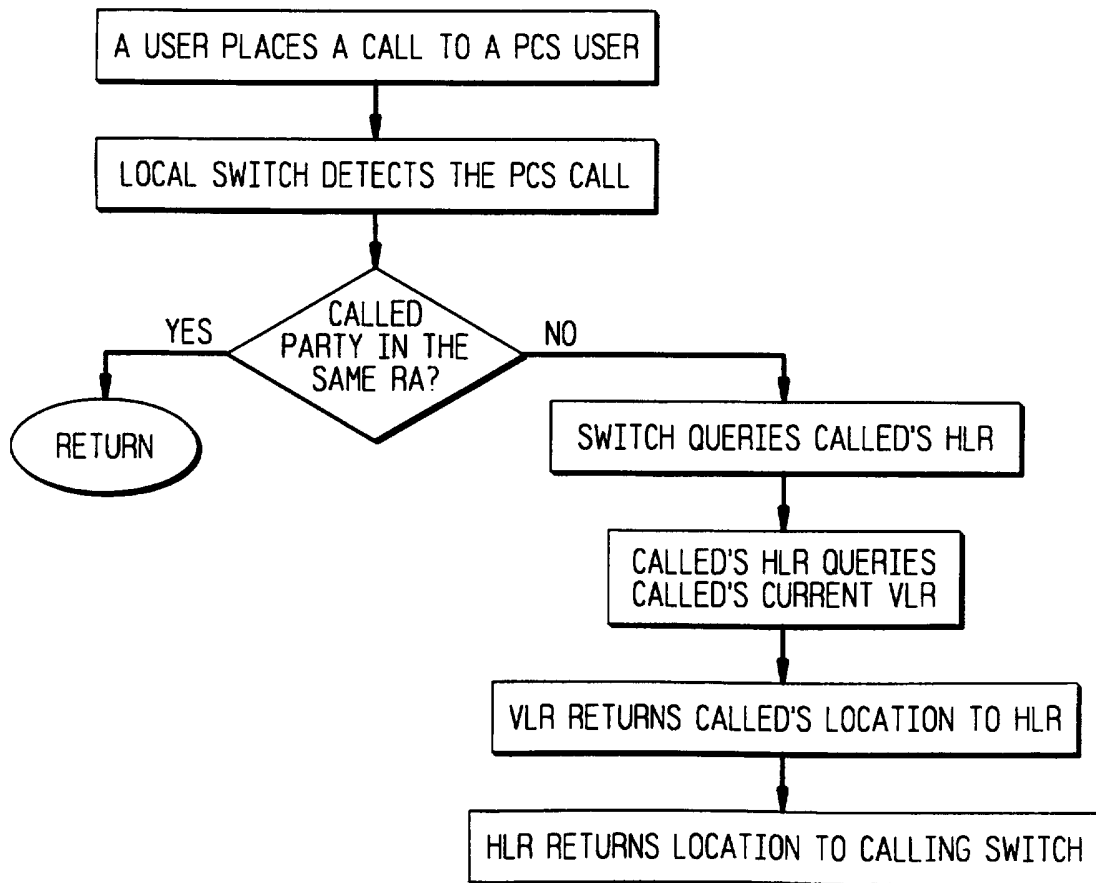 A USER PLACES A CALL TO A PCS USER
LOCAL SWITCH DETECTS THE PCS CALL
CALLED
PARTY IN THE
SAME RA?
YES
NO
RETURN
SWITCH QUERIES CALLED'S HLR
CALLED'S HLR QUERIES
CALLED'S CURRENT VLR
VLR RETURNS CALLED'S LOCATION TO HLR
HLR RETURNS LOCATION TO CALLING SWITCH